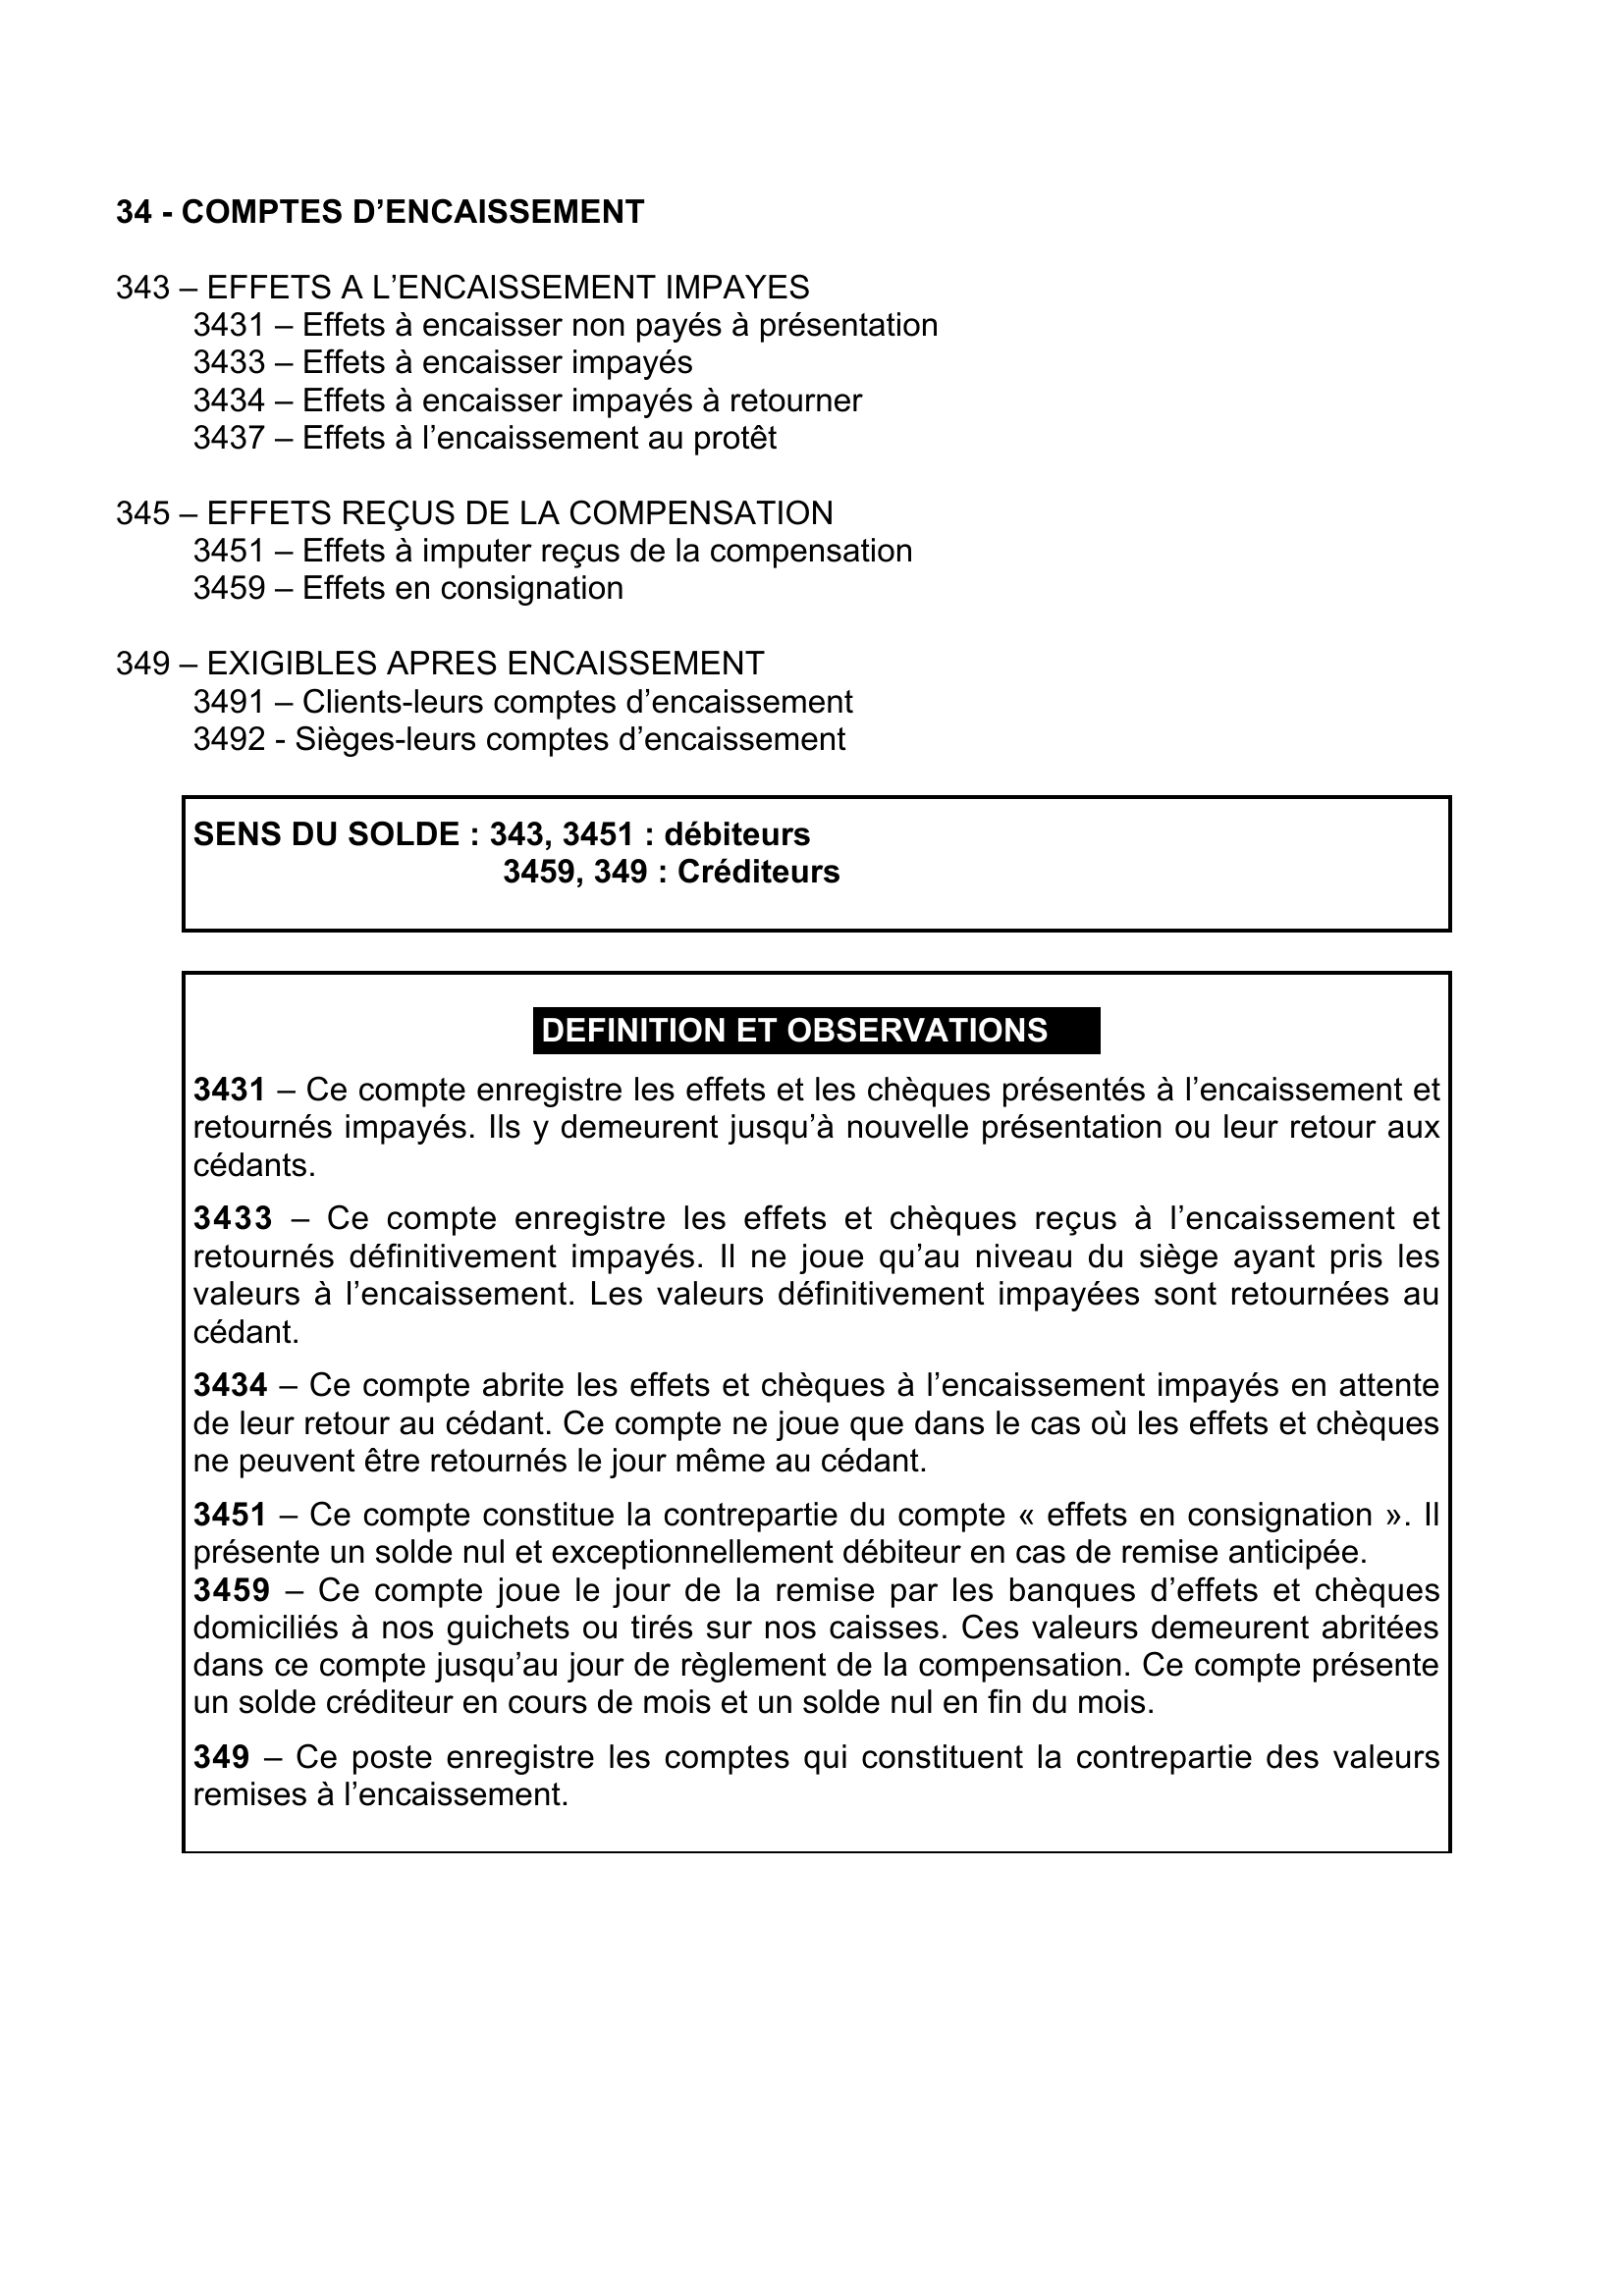 34 - COMPTES D’ENCAISSEMENT
343 – EFFETS A L’ENCAISSEMENT IMPAYES
3431 – Effets à encaisser non payés à présentation
3433 – Effets à encaisser impayés
3434 – Effets à encaisser impayés à retourner
3437 – Effets à l’encaissement au protêt
345 – EFFETS REÇUS DE LA COMPENSATION
3451 – Effets à imputer reçus de la compensation
3459 – Effets en consignation
349 – EXIGIBLES APRES ENCAISSEMENT
3491 – Clients-leurs comptes d’encaissement
3492 - Sièges-leurs comptes d’encaissement
SENS DU SOLDE : 343, 3451 : débiteurs
3459, 349 : Créditeurs
DEFINITION ET OBSERVATIONS
3431 – Ce compte enregistre les effets et les chèques présentés à l’encaissement et
retournés impayés. Ils y demeurent jusqu’à nouvelle présentation ou leur retour aux
cédants.
3433 – Ce compte enregistre les effets et chèques reçus à l’encaissement et
retournés définitivement impayés. Il ne joue qu’au niveau du siège ayant pris les
valeurs à l’encaissement. Les valeurs définitivement impayées sont retournées au
cédant.
3434 – Ce compte abrite les effets et chèques à l’encaissement impayés en attente
de leur retour au cédant. Ce compte ne joue que dans le cas où les effets et chèques
ne peuvent être retournés le jour même au cédant.
3451 – Ce compte constitue la contrepartie du compte « effets en consignation ». Il
présente un solde nul et exceptionnellement débiteur en cas de remise anticipée.
3459 – Ce compte joue le jour de la remise par les banques d’effets et chèques
domiciliés à nos guichets ou tirés sur nos caisses. Ces valeurs demeurent abritées
dans ce compte jusqu’au jour de règlement de la compensation. Ce compte présente
un solde créditeur en cours de mois et un solde nul en fin du mois.
349 – Ce poste enregistre les comptes qui constituent la contrepartie des valeurs
remises à l’encaissement.